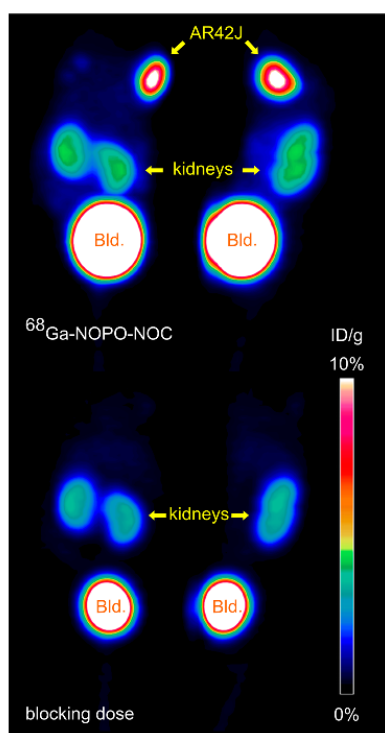 AR42J
kidneys
Bld. Bld.
⁶⁸Ga-NOPO-NOC
ID/g
10%
kidneys
Bld. Bld.
blocking dose
0%